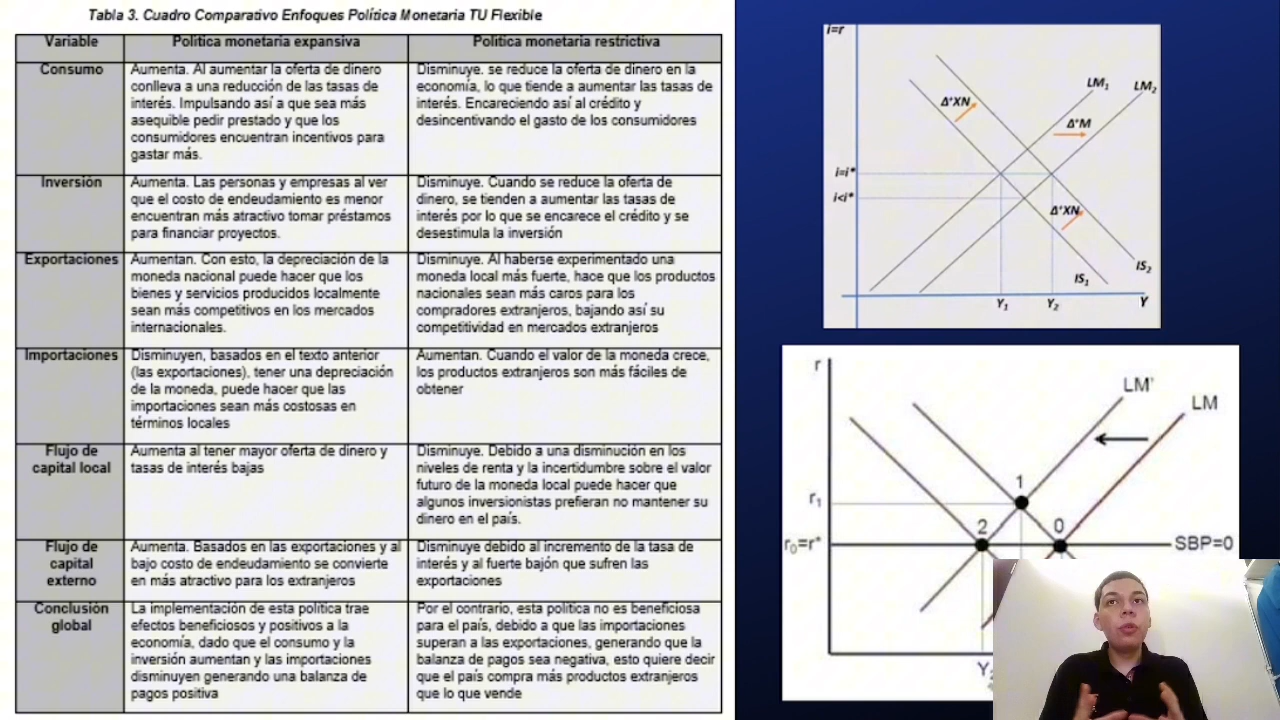 Tabla 3. Cuadro Comparativo Enfoques Política Monetaria TU Flexible
Variable
Política monetaria expansiva
Política monetaria restrictiva
Consumo
Aumenta. Al aumentar la oferta de dinero
conlleva a una reducción de las tasas de
interés. Impulsando así a que sea más
asequible pedir prestado y que los
consumidores encuentran incentivos para
gastar más.
Disminuye. se reduce la oferta de dinero en la
economía, lo que tiende a aumentar las tasas de
interés. Encareciendo así al crédito y
desincentivando el gasto de los consumidores
Inversión
Aumenta. Las personas y empresas al ver
que el costo de endeudamiento es menor
encuentran más atractivo tomar préstamos
para financiar proyectos.
Disminuye. Cuando se reduce la oferta de
dinero, se tienden a aumentar las tasas de
interés por lo que se encarece el crédito y se
desestimula la inversión
Exportaciones
Aumentan. Con esto, la depreciación de la
moneda nacional puede hacer que los
bienes y servicios producidos localmente
sean más competitivos en los mercados
internacionales.
Disminuye. Al haberse experimentado una
moneda local más fuerte, hace que los productos
nacionales sean más caros para los
compradores extranjeros, bajando así su
competitividad en mercados extranjeros
Importaciones
Disminuyen, basados en el texto anterior
(las exportaciones), tener una depreciación
de la moneda, puede hacer que las
importaciones sean más costosas en
términos locales
Aumentan. Cuando el valor de la moneda crece,
los productos extranjeros son más fáciles de
obtener
Flujo de
capital local
Aumenta al tener mayor oferta de dinero y
tasas de interés bajas
Disminuye. Debido a una disminución en los
niveles de renta y la incertidumbre sobre el valor
futuro de la moneda local puede hacer que
algunos inversionistas prefieran no mantener su
dinero en el país.
Flujo de
capital
externo
Aumenta. Basados en las exportaciones y al
bajo costo de endeudamiento se convierte
en más atractivo para los extranjeros
Disminuye debido al incremento de la tasa de
interés y al fuerte bajón que sufren las
exportaciones
Conclusión
global
La implementación de esta política trae
efectos beneficiosos y positivos a la
economía, dado que el consumo y la
inversión aumentan y las importaciones
disminuyen generando una balanza de
pagos positiva
Por el contrario, esta política no es beneficiosa
para el país, debido a que las importaciones
superan a las exportaciones, generando que la
balanza de pagos sea negativa, esto quiere decir
que el país compra más productos extranjeros
que lo que vende
i=r
LM₁
LM₂
Δ⁺XN
Δ⁺M
i=i*
i<i*
Δ⁺XN
IS₂
IS₁
Y₁
Y₂
Y
r
LM'
LM
1
r₁
2
0
r₀=r*
SBP=0